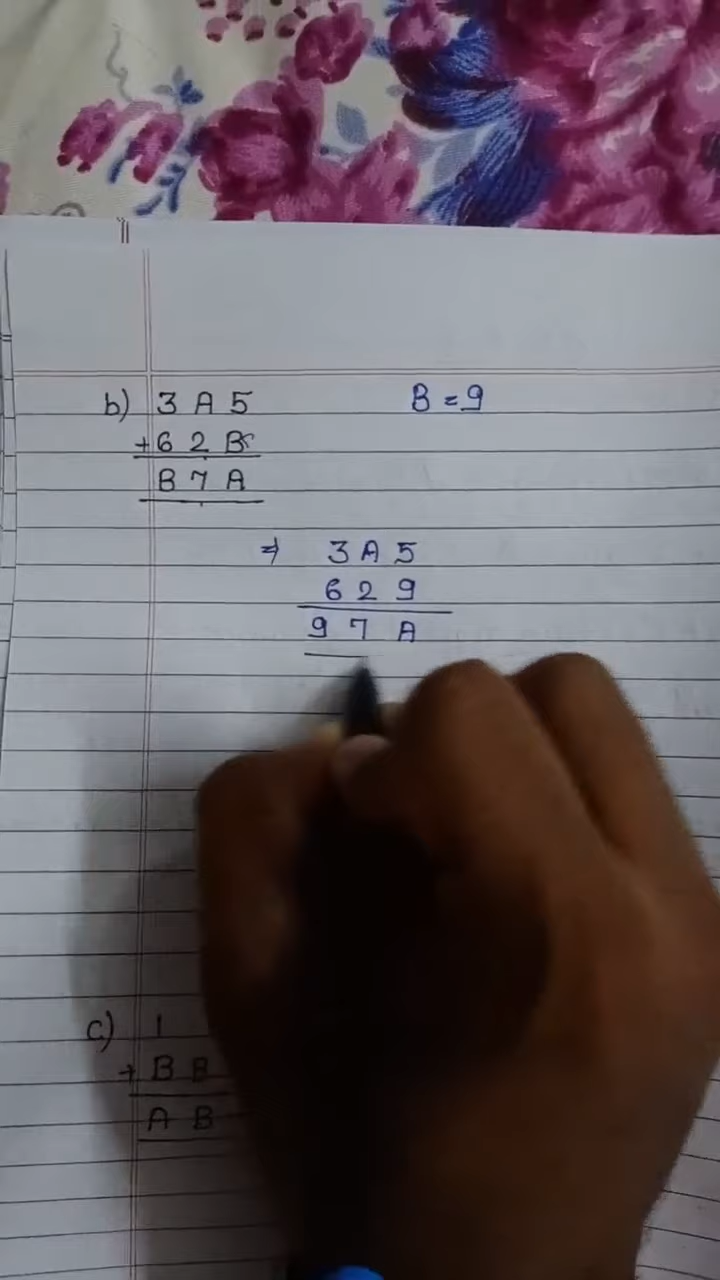 b) 3 A 5 B = 9
+ 6 2 B
B 7 A
⇒ 3 A 5
6 2 9
9 7 A
c) 1
+ B B
A B